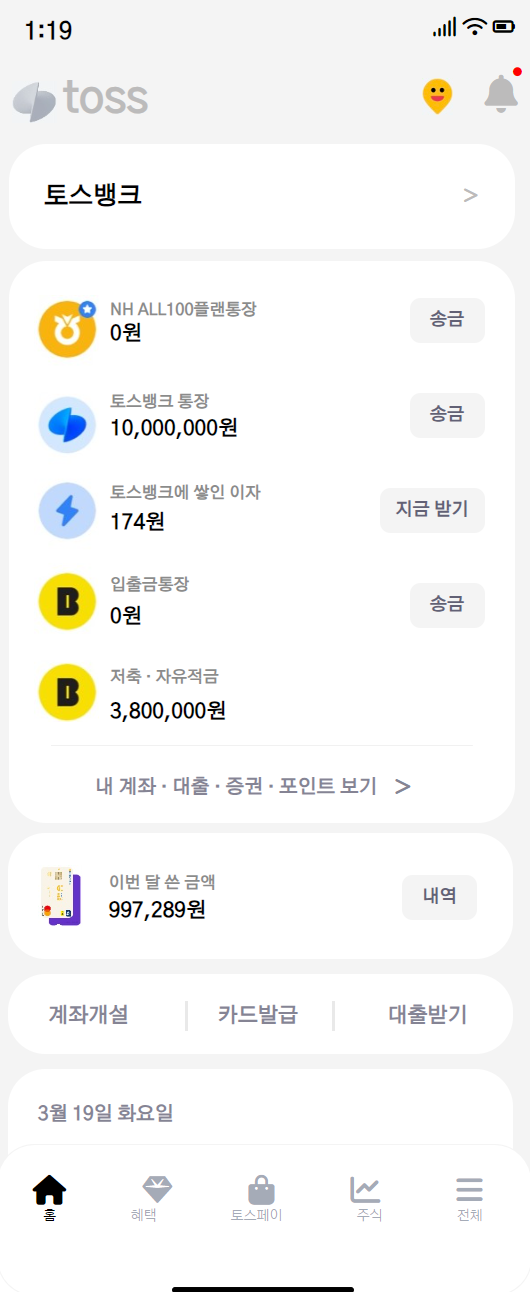 1:19
toss
토스뱅크 >
NH ALL100플랜통장
0원
송금
토스뱅크 통장
10,000,000원
송금
토스뱅크에 쌓인 이자
174원
지금 받기
입출금통장
0원
송금
저축 · 자유적금
3,800,000원
내 계좌 · 대출 · 증권 · 포인트 보기 >
이번 달 쓴 금액
997,289원
내역
계좌개설 카드발급 대출받기
3월 19일 화요일
홈 혜택 토스페이 주식 전체